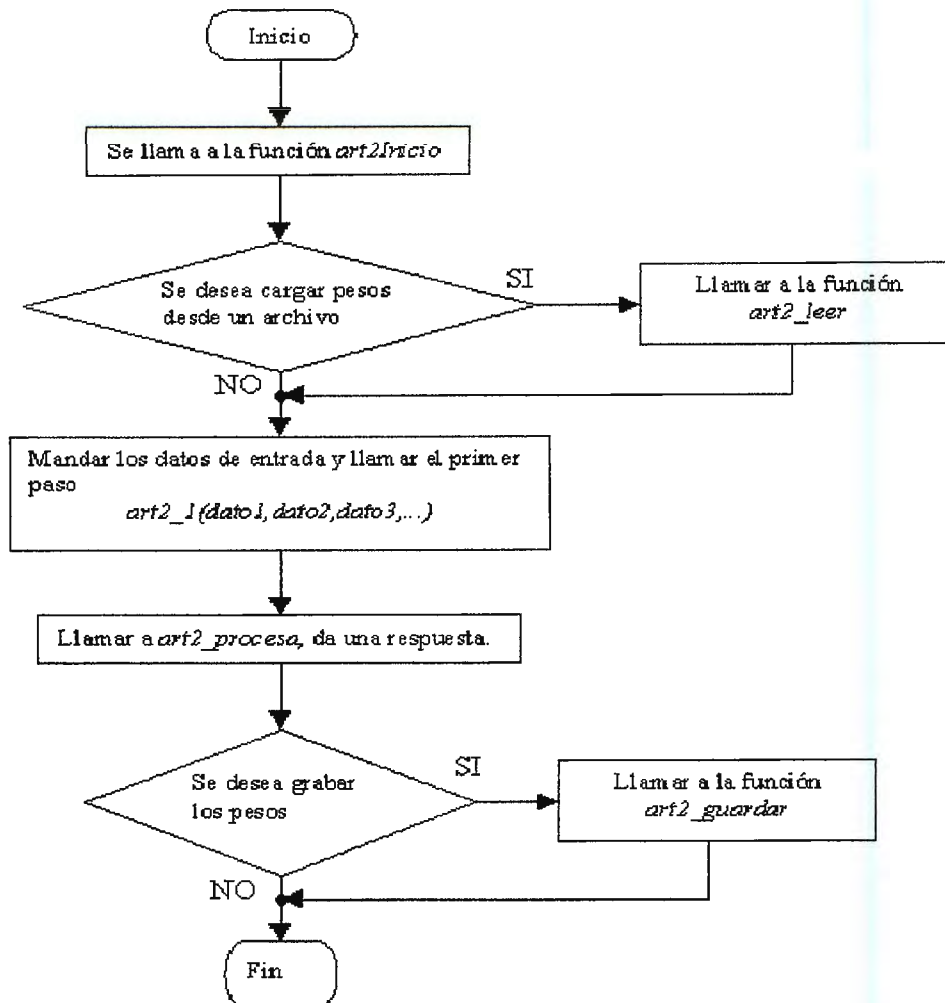 Inicio
Se llama a la función art2Inicio
Se desea cargar pesos
desde un archivo
SI
Llamar a la función
art2_leer
NO
Mandar los datos de entrada y llamar el primer
paso
art2_1(dato1,dato2,dato3,...)
Llamar a art2_procesa, da una respuesta.
Se desea grabar
los pesos
SI
Llamar a la función
art2_guardar
NO
Fin